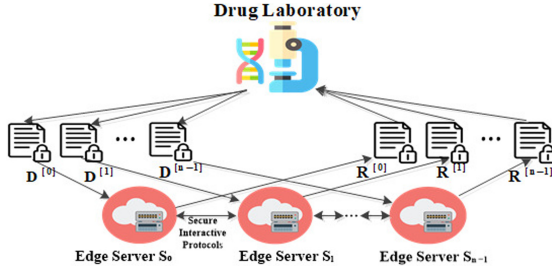 Drug Laboratory
D [0] D [1] ... D [n-1] R [0] R [1] ... R [n-1]
Secure
Interactive
Protocols
Edge Server S0 Edge Server S1 Edge Server Sn-1